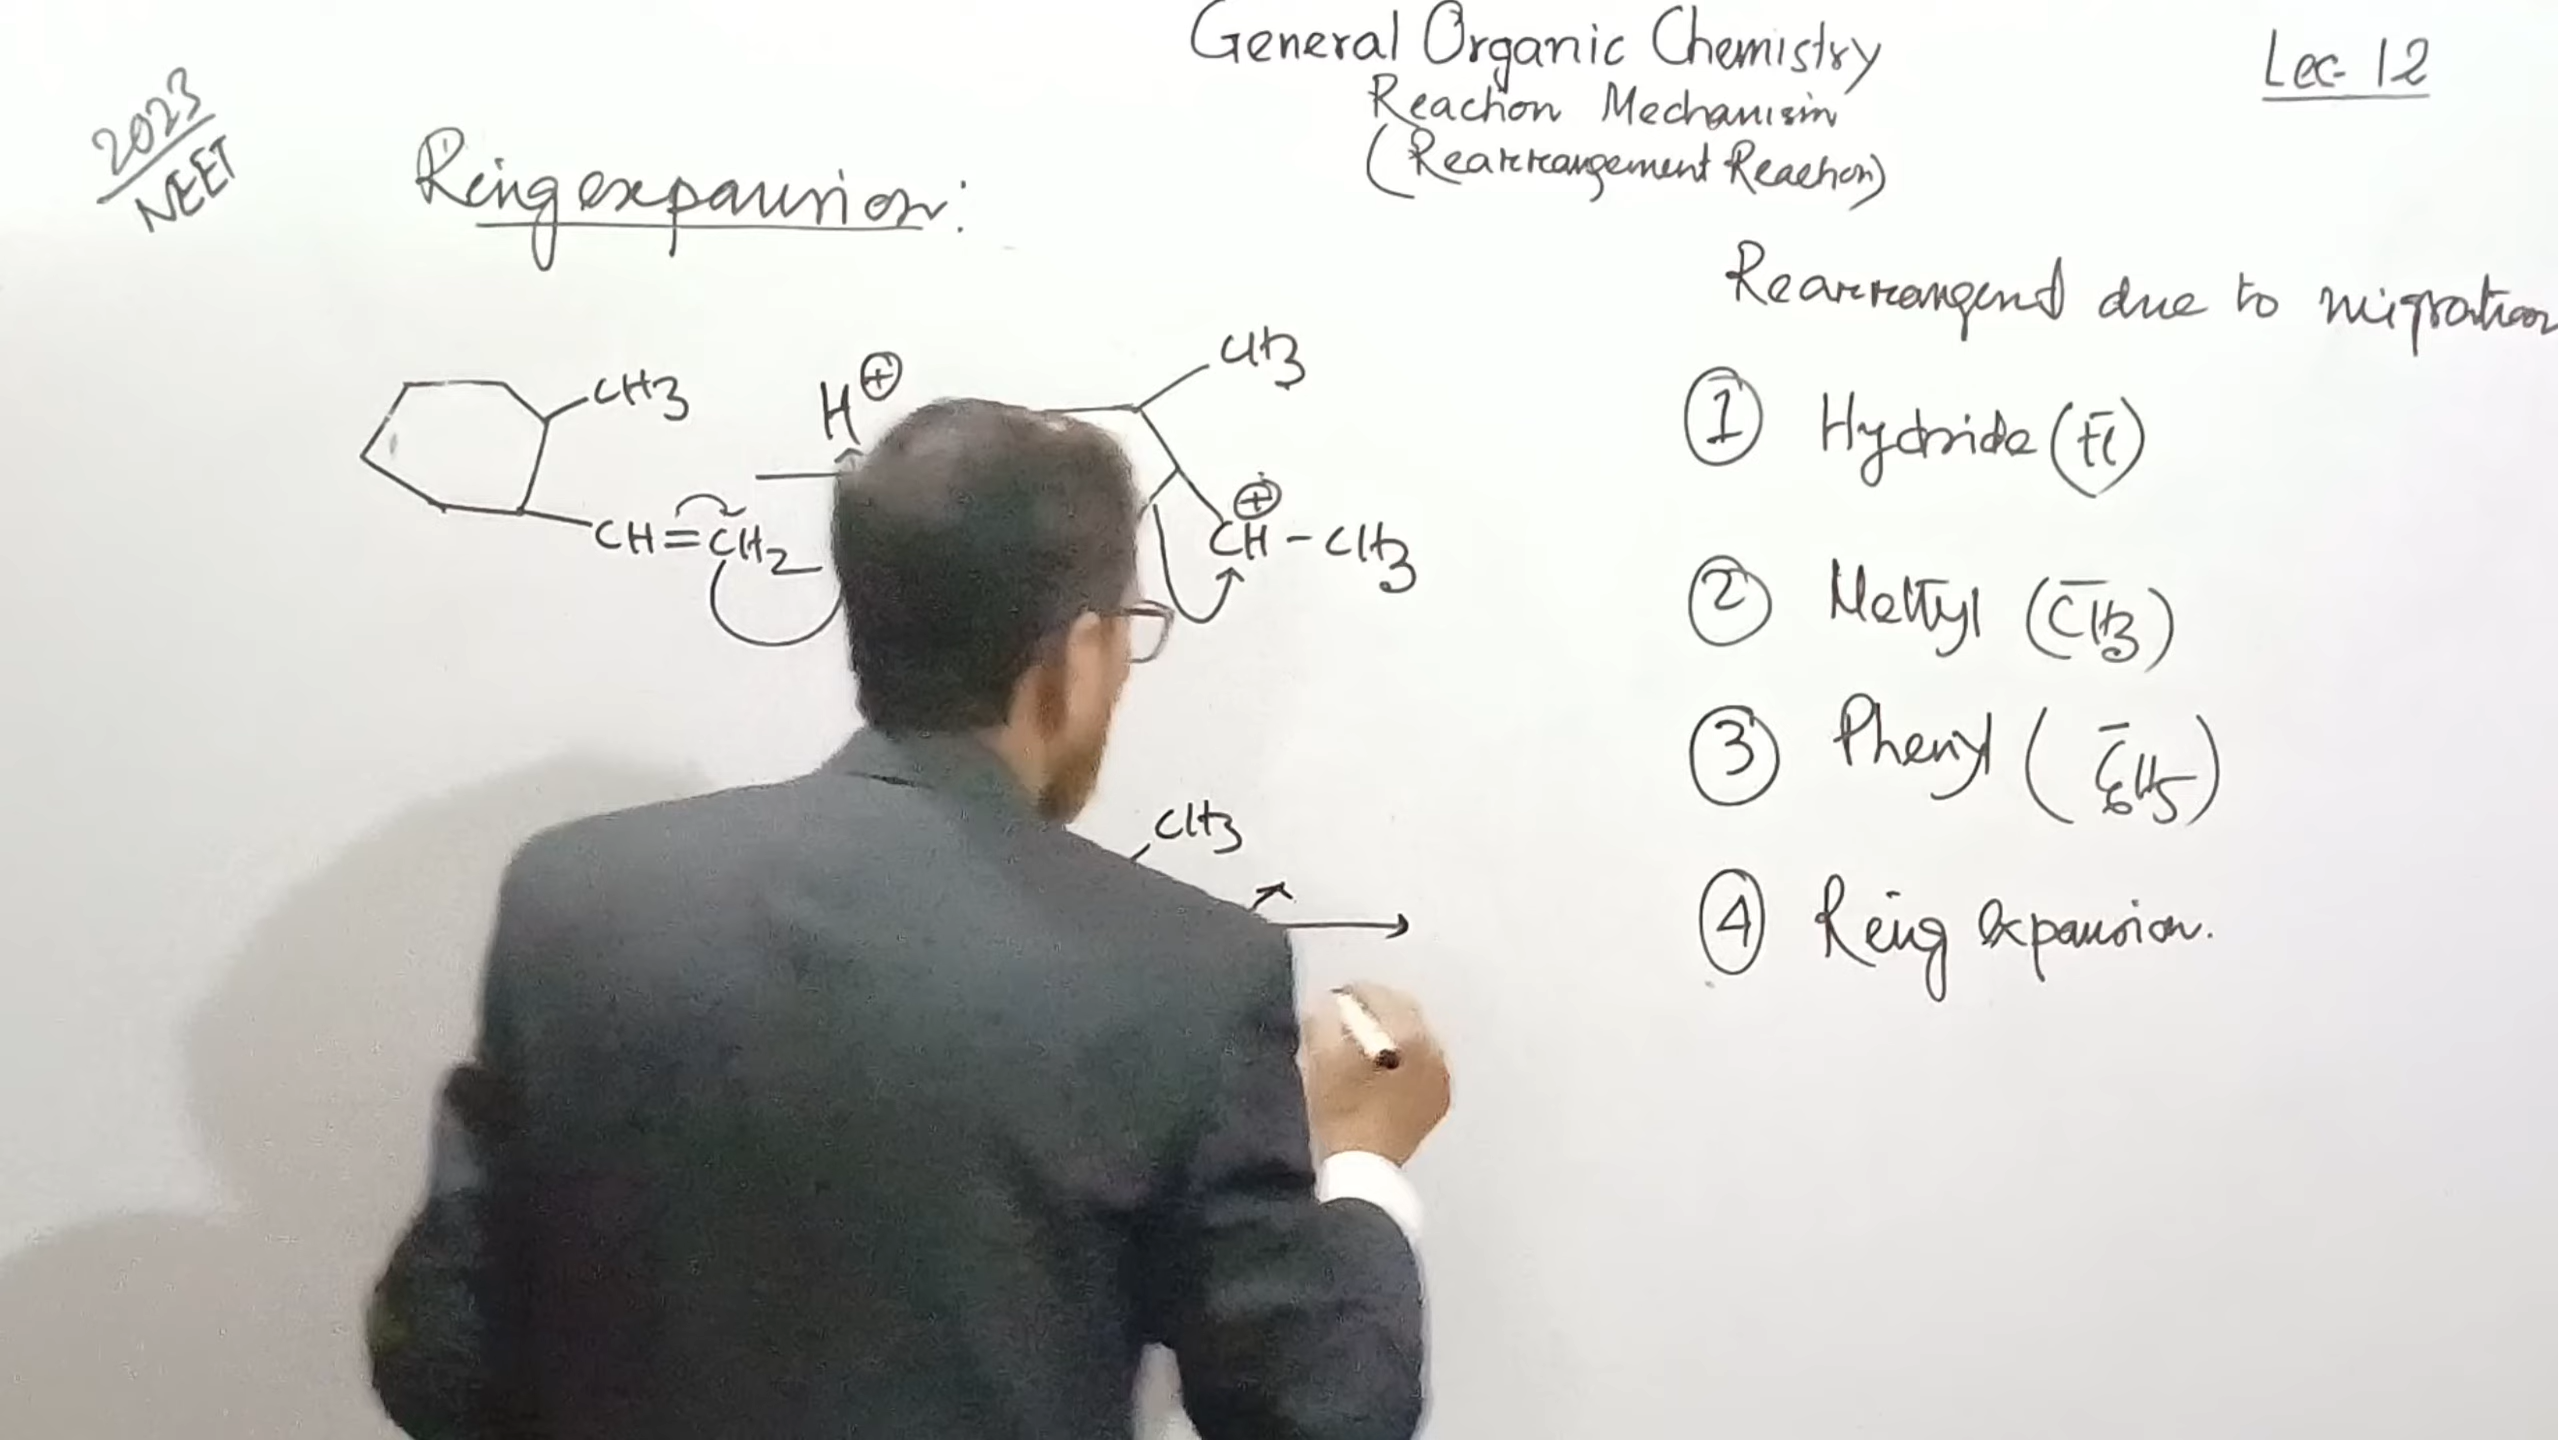 General Organic Chemistry
Lec- 12
Reaction Mechanism
(Rearrangement Reaction)
2023
NEET
Ring expansion:
Rearrangend due to migration
CH3
H⊕
CH3
CH=CH2
⊕
CH-CH3
CH3
① Hydride (H̄)
② Methyl (C̄H3)
③ Phenyl (C̄6H5)
④ Ring expansion.